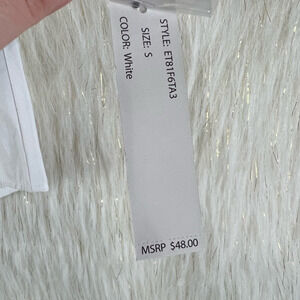 STYLE: ET81F6TA3
SIZE: S
COLOR: White
MSRP $48.00